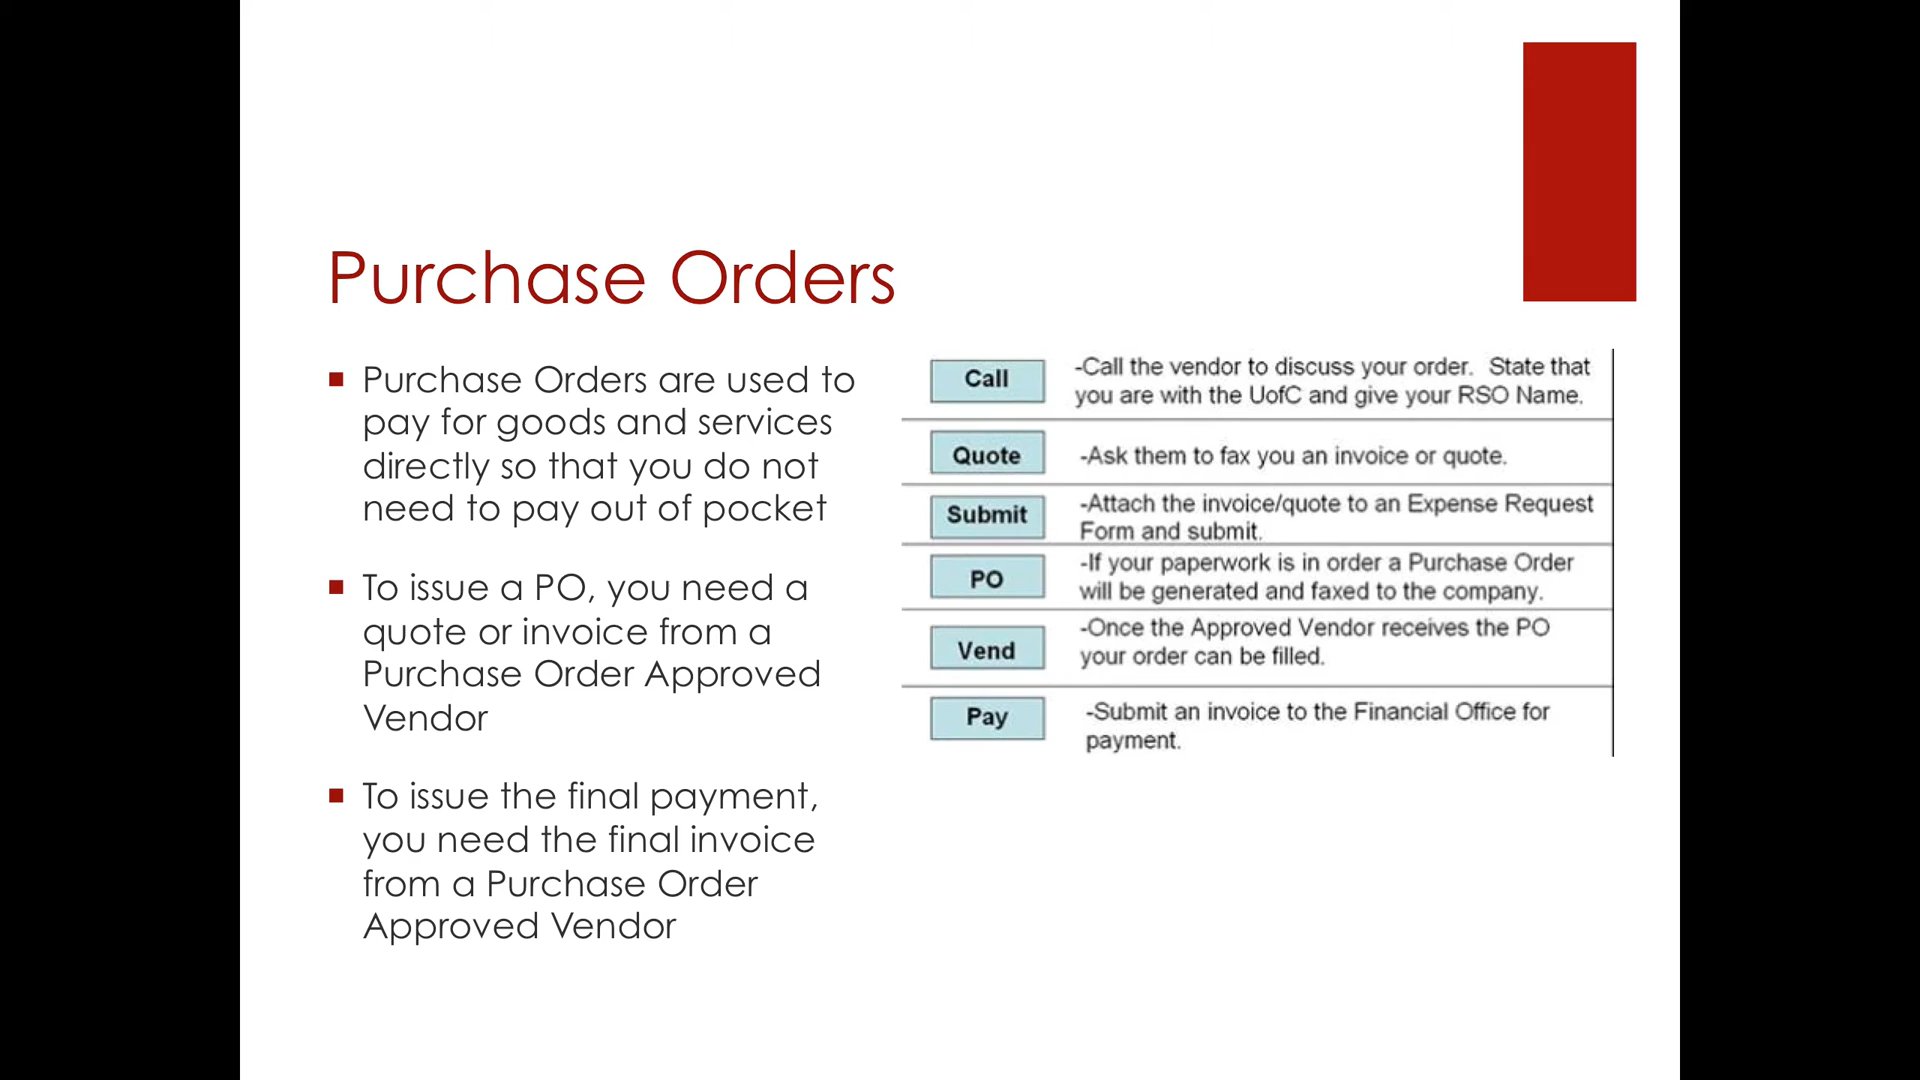 Purchase Orders
Purchase Orders are used to
pay for goods and services
directly so that you do not
need to pay out of pocket
To issue a PO, you need a
quote or invoice from a
Purchase Order Approved
Vendor
To issue the final payment,
you need the final invoice
from a Purchase Order
Approved Vendor
Call
-Call the vendor to discuss your order. State that
you are with the UofC and give your RSO Name.
Quote
-Ask them to fax you an invoice or quote.
Submit
-Attach the invoice/quote to an Expense Request
Form and submit.
PO
-If your paperwork is in order a Purchase Order
will be generated and faxed to the company.
Vend
-Once the Approved Vendor receives the PO
your order can be filled.
Pay
-Submit an invoice to the Financial Office for
payment.